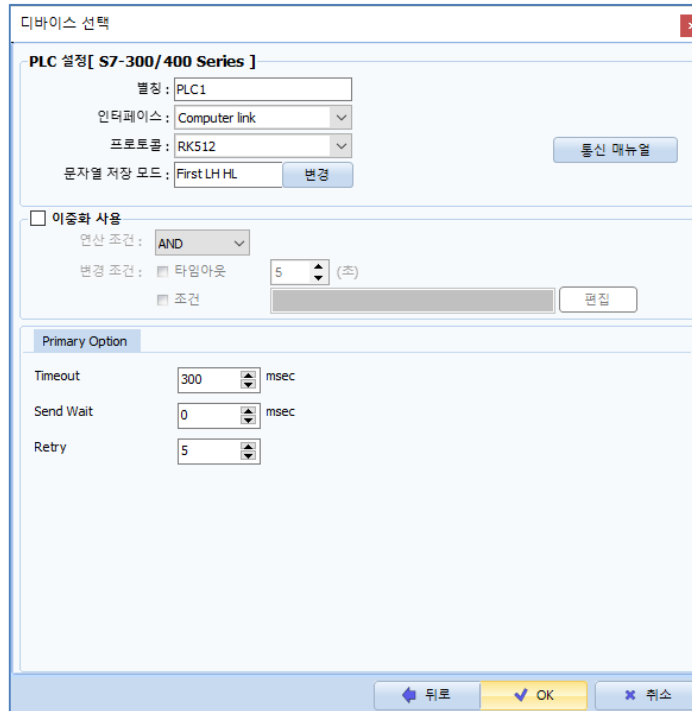 디바이스 선택
PLC 설정[ S7-300/400 Series ]
별칭 : PLC1
인터페이스 : Computer link
프로토콜 : RK512
통신 매뉴얼
문자열 저장 모드 : First LH HL 변경
이중화 사용
연산 조건 : AND
변경 조건 : 타임아웃 5 (초)
조건 편집
Primary Option
Timeout 300 msec
Send Wait 0 msec
Retry 5
뒤로 OK 취소